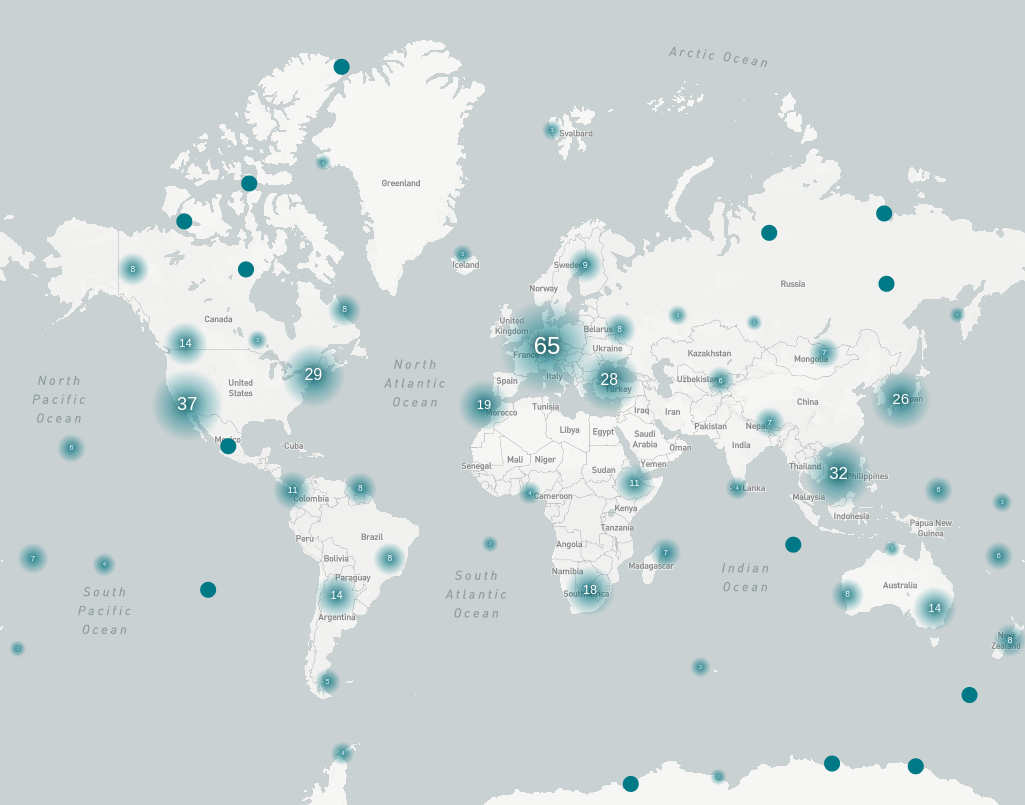 Arctic Ocean
Svalbard
Greenland
Iceland
8
Sweden
9
Norway
Russia
8
Canada
United
Kingdom
Belarus
8
14
France
65
Ukraine
Mongolia
7
Kazakhstan
North
Pacific
Ocean
United
States
29
North
Atlantic
Ocean
Spain
Italy
28
Turkey
Uzbekistan
6
37
19
Morocco
Tunisia
Iraq
Iran
China
26
Japan
Libya
Egypt
Saudi
Arabia
Pakistan
Nepal
7
6
Mexico
Cuba
Oman
India
Senegal
Mali
Niger
Sudan
Yemen
Thailand
32
Philippines
11
Colombia
8
4
Cameroon
11
Sri Lanka
Malaysia
6
Kenya
Indonesia
Peru
Brazil
Tanzania
Papua New
Guinea
7
4
Bolivia
8
Angola
7
Madagascar
6
South
Pacific
Ocean
Paraguay
14
Argentina
South
Atlantic
Ocean
Namibia
18
South Africa
Indian
Ocean
Australia
8
14
New
Zealand
8
5
4